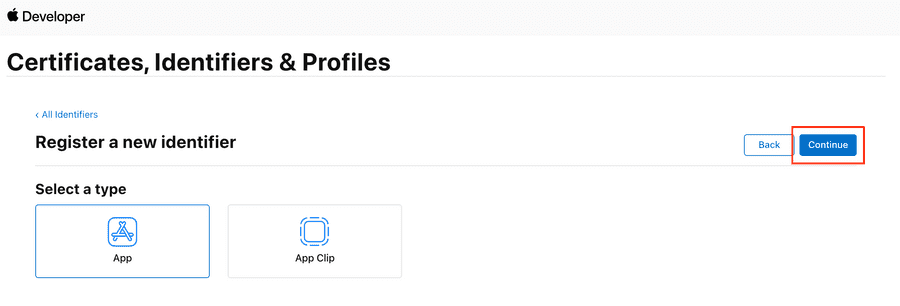 Developer
Certificates, Identifiers & Profiles
‹ All Identifiers
Register a new identifier
Back
Continue
Select a type
App
App Clip